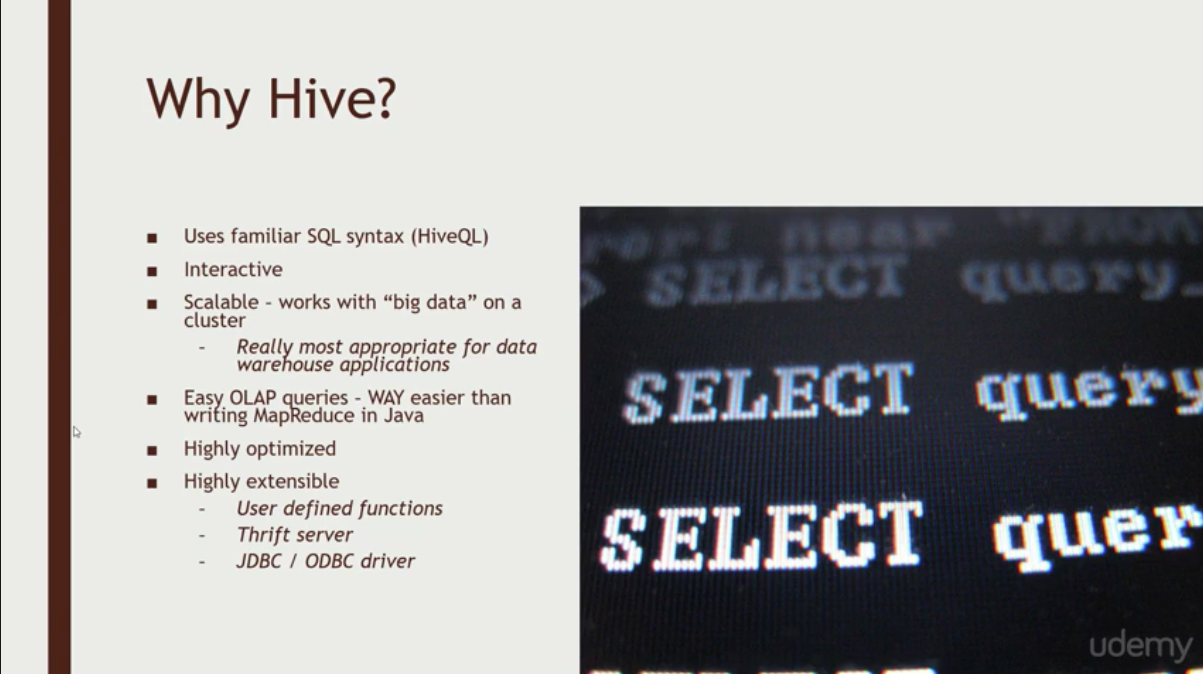 Why Hive?
■ Uses familiar SQL syntax (HiveQL)
■ Interactive
■ Scalable – works with “big data” on a
cluster
– Really most appropriate for data
warehouse applications
■ Easy OLAP queries – WAY easier than
writing MapReduce in Java
■ Highly optimized
■ Highly extensible
– User defined functions
– Thrift server
– JDBC / ODBC driver
near "FROM
> SELECT query_
SELECT query
SELECT quer
udemy